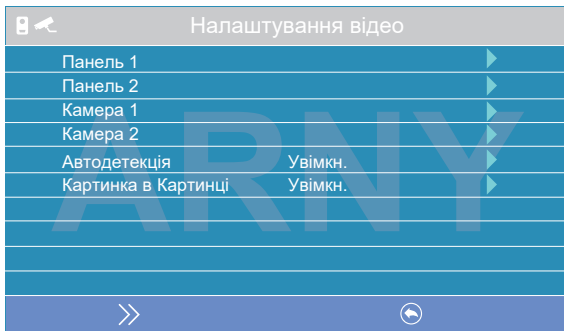 Налаштування відео
Панель 1
Панель 2
Камера 1
Камера 2
Автодетекція Увімкн.
Картинка в Картинці Увімкн.
ARNY